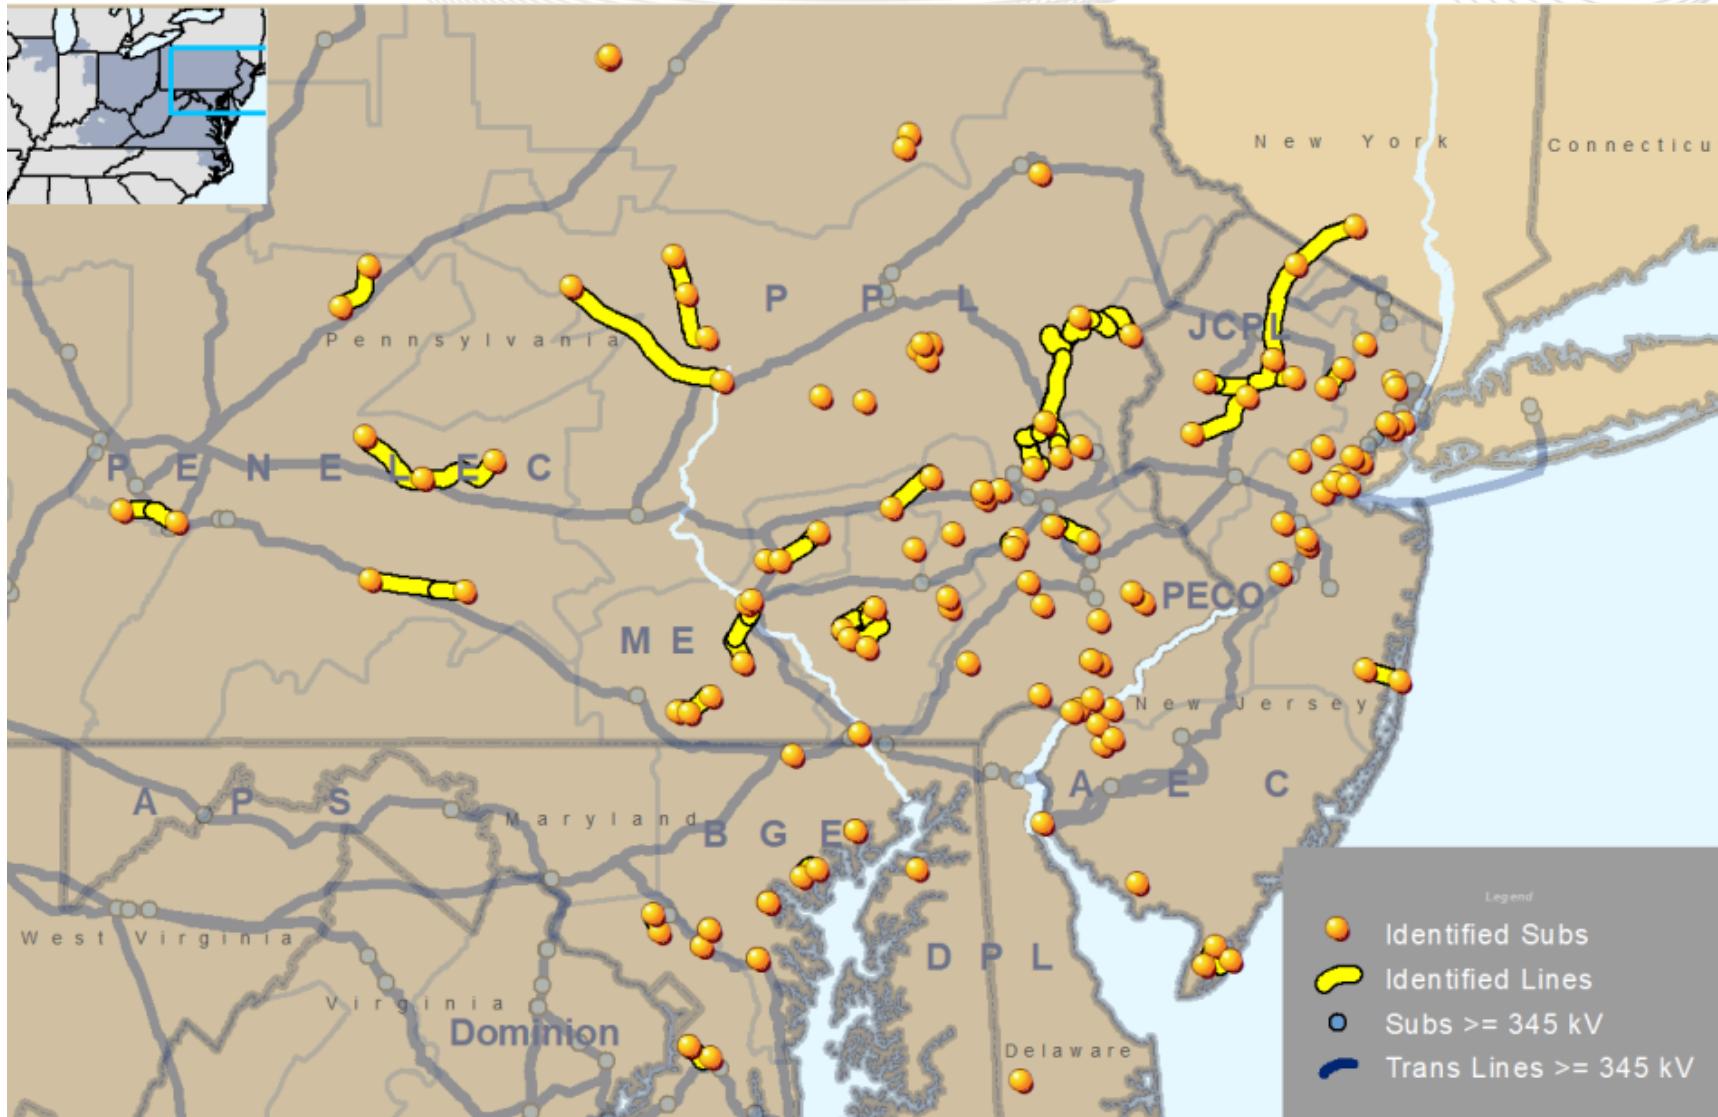 New York
Connecticu
PPL
JCPL
Pennsylvania
PENELEC
PECO
ME
New Jersey
APS
AEC
Maryland
BGE
West Virginia
DPL
Virginia
Dominion
Delaware
Legend
Identified Subs
Identified Lines
Subs >= 345 kV
Trans Lines >= 345 kV